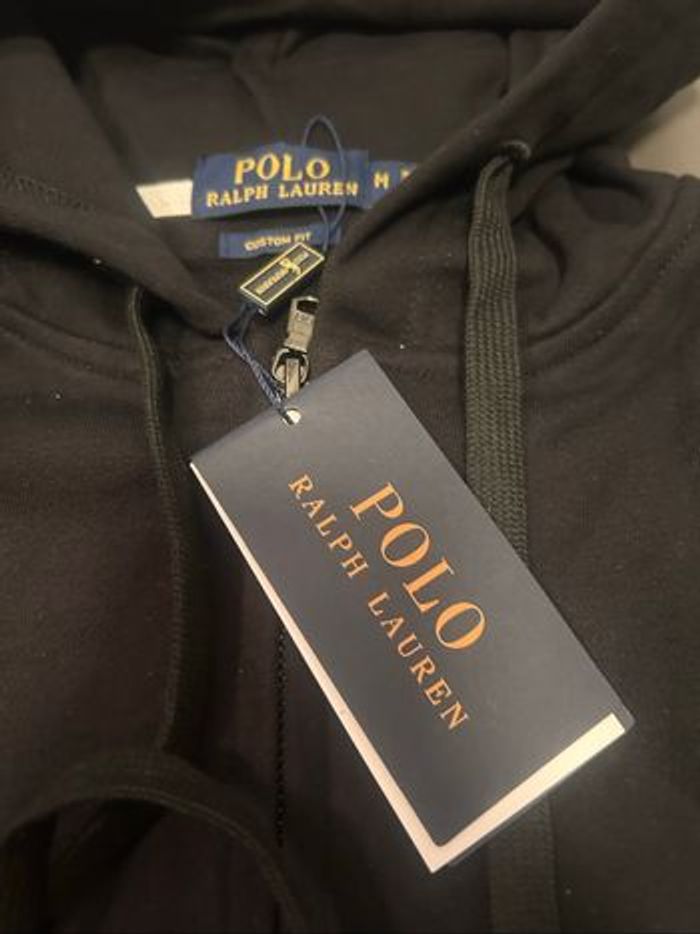 POLO
RALPH LAUREN
M
CUSTOM FIT
POLO
RALPH LAUREN